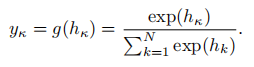 y_κ = g(h_κ) = exp(h_κ) / ∑_{k=1}^{N} exp(h_k) .